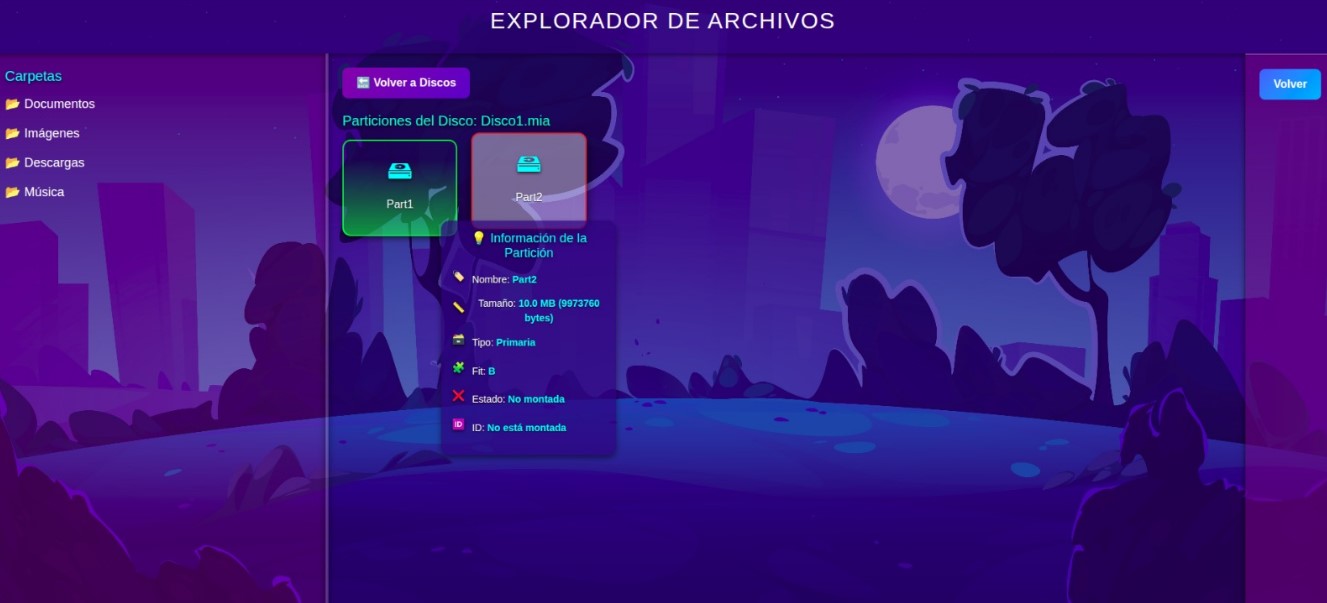 EXPLORADOR DE ARCHIVOS
Carpetas
Documentos
Imágenes
Descargas
Música
Volver a Discos
Particiones del Disco: Disco1.mia
Part1
Part2
Información de la
Partición
Nombre: Part2
Tamaño: 10.0 MB (9973760
bytes)
Tipo: Primaria
Fit: B
Estado: No montada
ID: No está montada
Volver